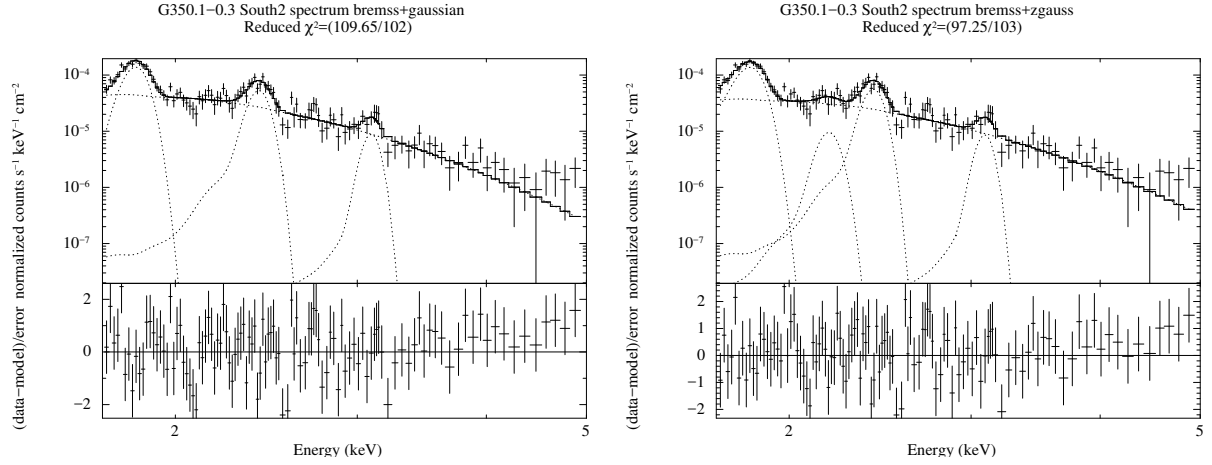 G350.1−0.3 South2 spectrum bremss+gaussian
Reduced χ²=(109.65/102)
(data−model)/error normalized counts s⁻¹ keV⁻¹ cm⁻²
10⁻⁴
10⁻⁵
10⁻⁶
10⁻⁷
2
0
−2
2
5
Energy (keV)
G350.1−0.3 South2 spectrum bremss+zgauss
Reduced χ²=(97.25/103)
(data−model)/error normalized counts s⁻¹ keV⁻¹ cm⁻²
10⁻⁴
10⁻⁵
10⁻⁶
10⁻⁷
2
1
0
−1
−2
2
5
Energy (keV)